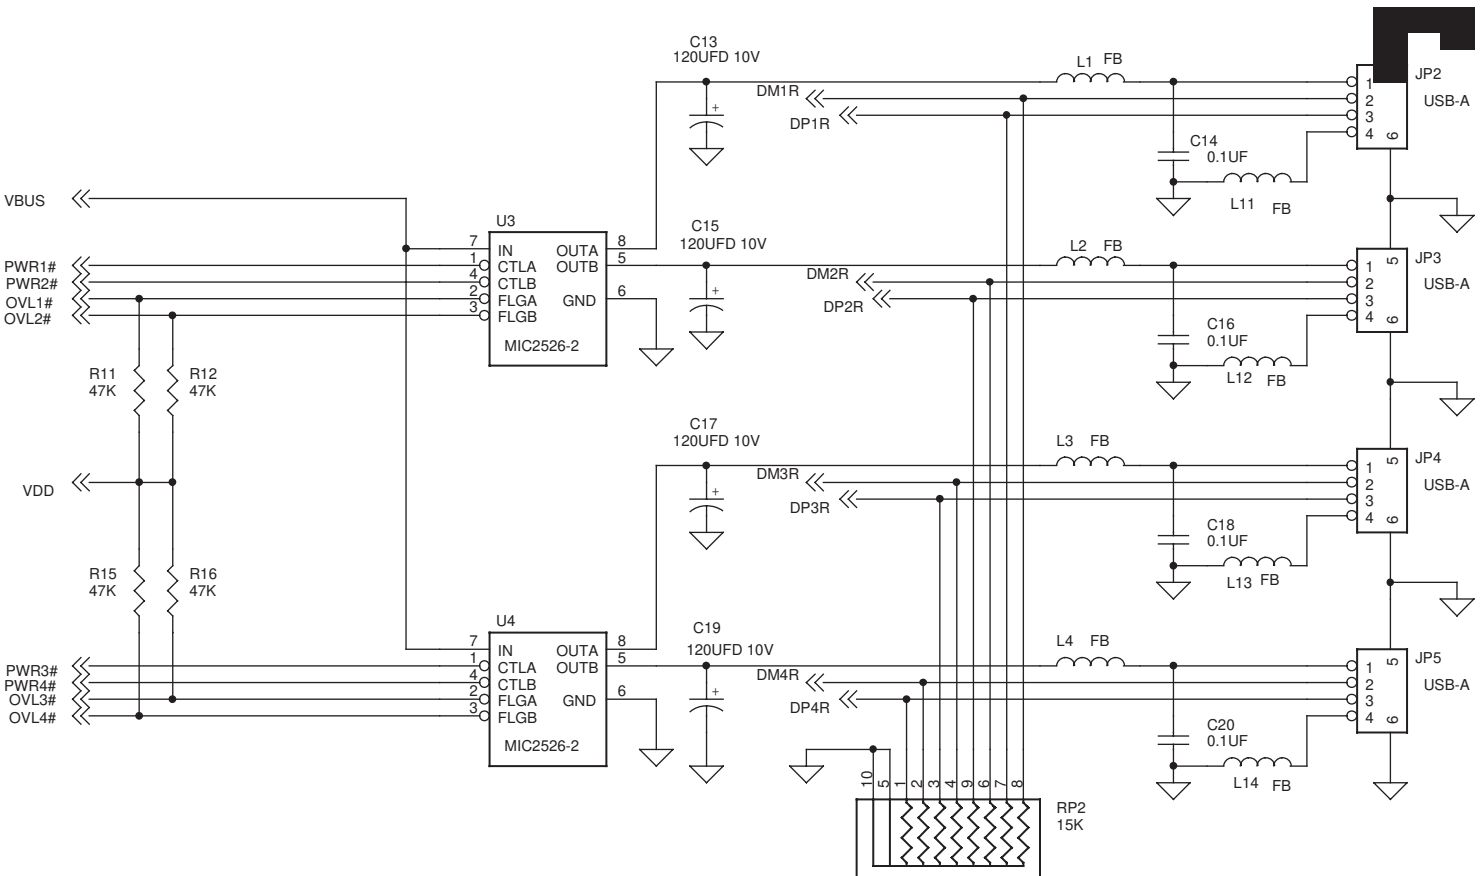 C13
120UFD 10V
+
DM1R
DP1R
L1 FB
1
2
3
4
6
JP2
USB-A
C14
0.1UF
L11 FB
VBUS
PWR1#
PWR2#
OVL1#
OVL2#
U3
7 IN
1 CTLA
4 CTLB
2 FLGA
3 FLGB
OUTA 8
OUTB 5
GND 6
MIC2526-2
C15
120UFD 10V
+
DM2R
DP2R
L2 FB
1
2
3
4
5
6
JP3
USB-A
C16
0.1UF
L12 FB
R11
47K
R12
47K
VDD
R15
47K
R16
47K
C17
120UFD 10V
+
DM3R
DP3R
L3 FB
1
2
3
4
5
6
JP4
USB-A
C18
0.1UF
L13 FB
PWR3#
PWR4#
OVL3#
OVL4#
U4
7 IN
1 CTLA
4 CTLB
2 FLGA
3 FLGB
OUTA 8
OUTB 5
GND 6
MIC2526-2
C19
120UFD 10V
+
DM4R
DP4R
L4 FB
1
2
3
4
5
6
JP5
USB-A
C20
0.1UF
L14 FB
10 5 1 2 3 4 9 6 7 8
RP2
15K